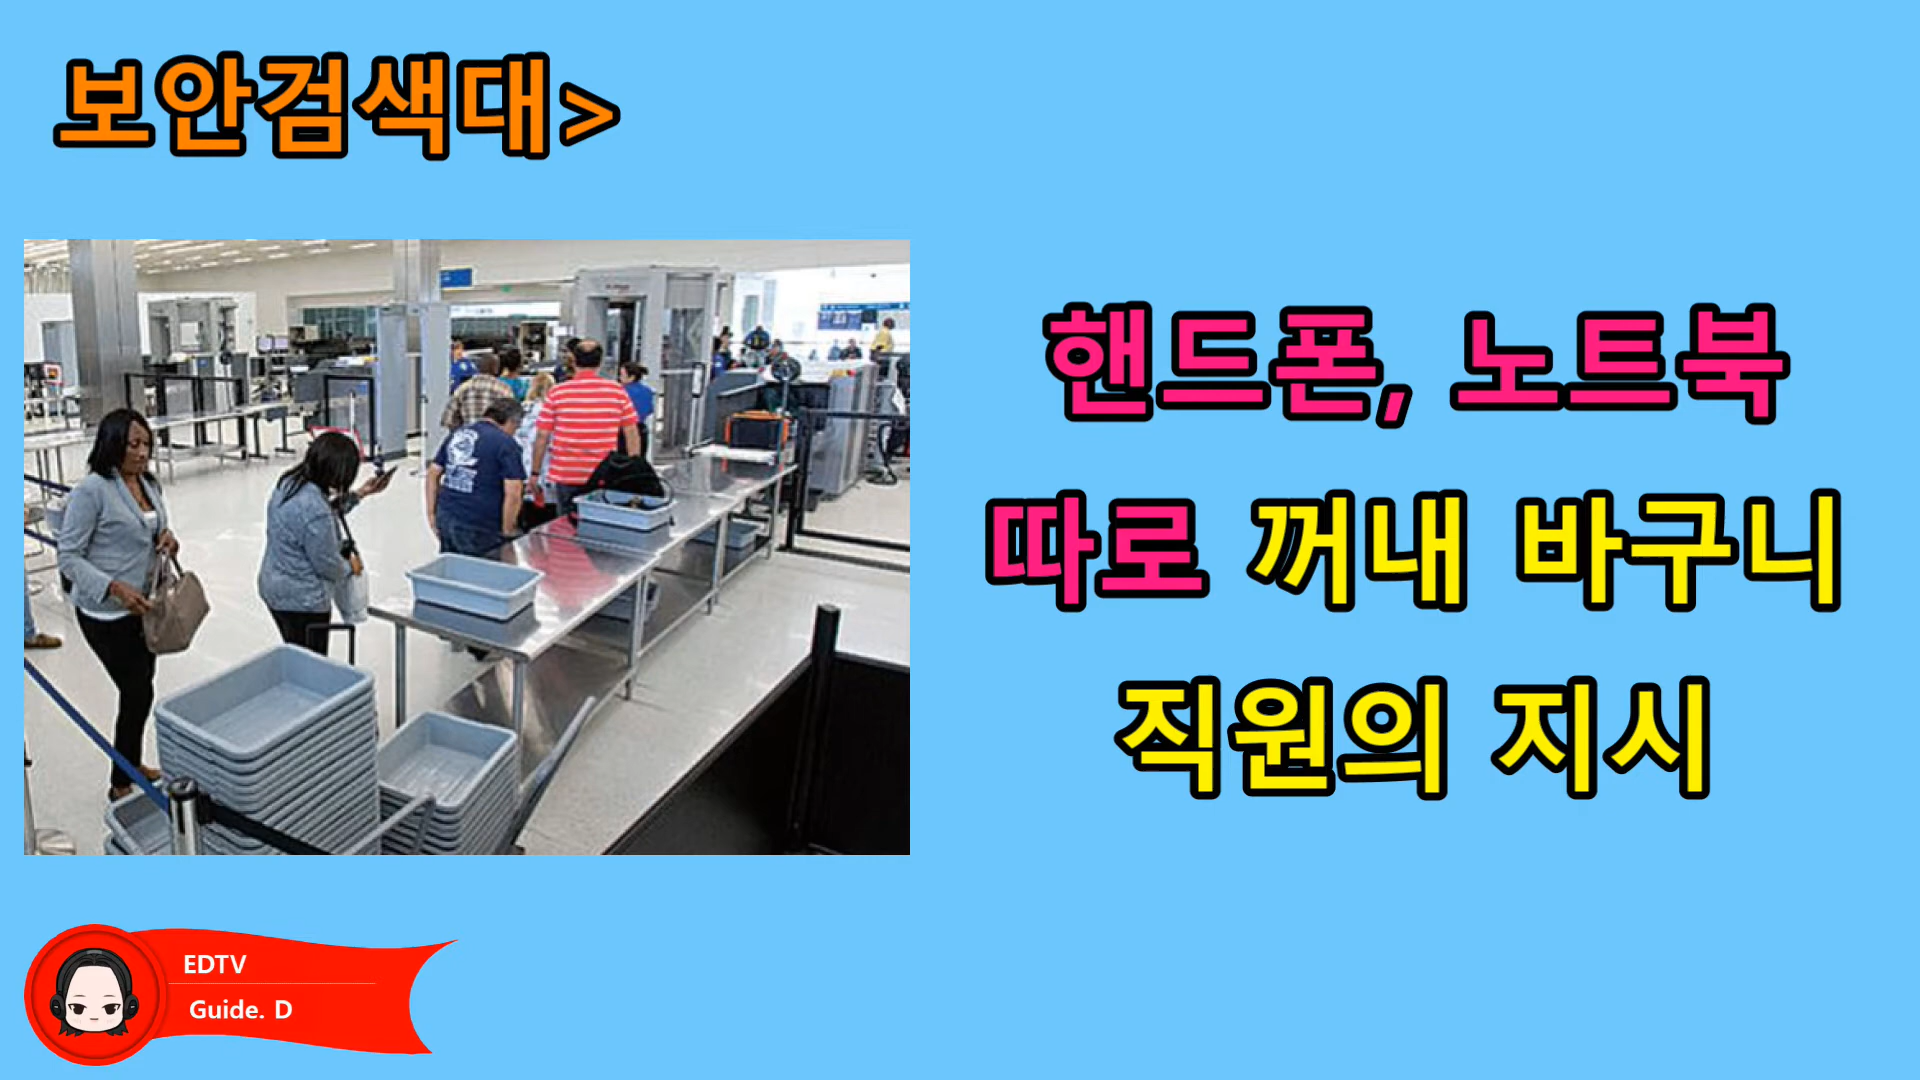 보안검색대>
핸드폰, 노트북
따로 꺼내 바구니
직원의 지시
EDTV
Guide. D